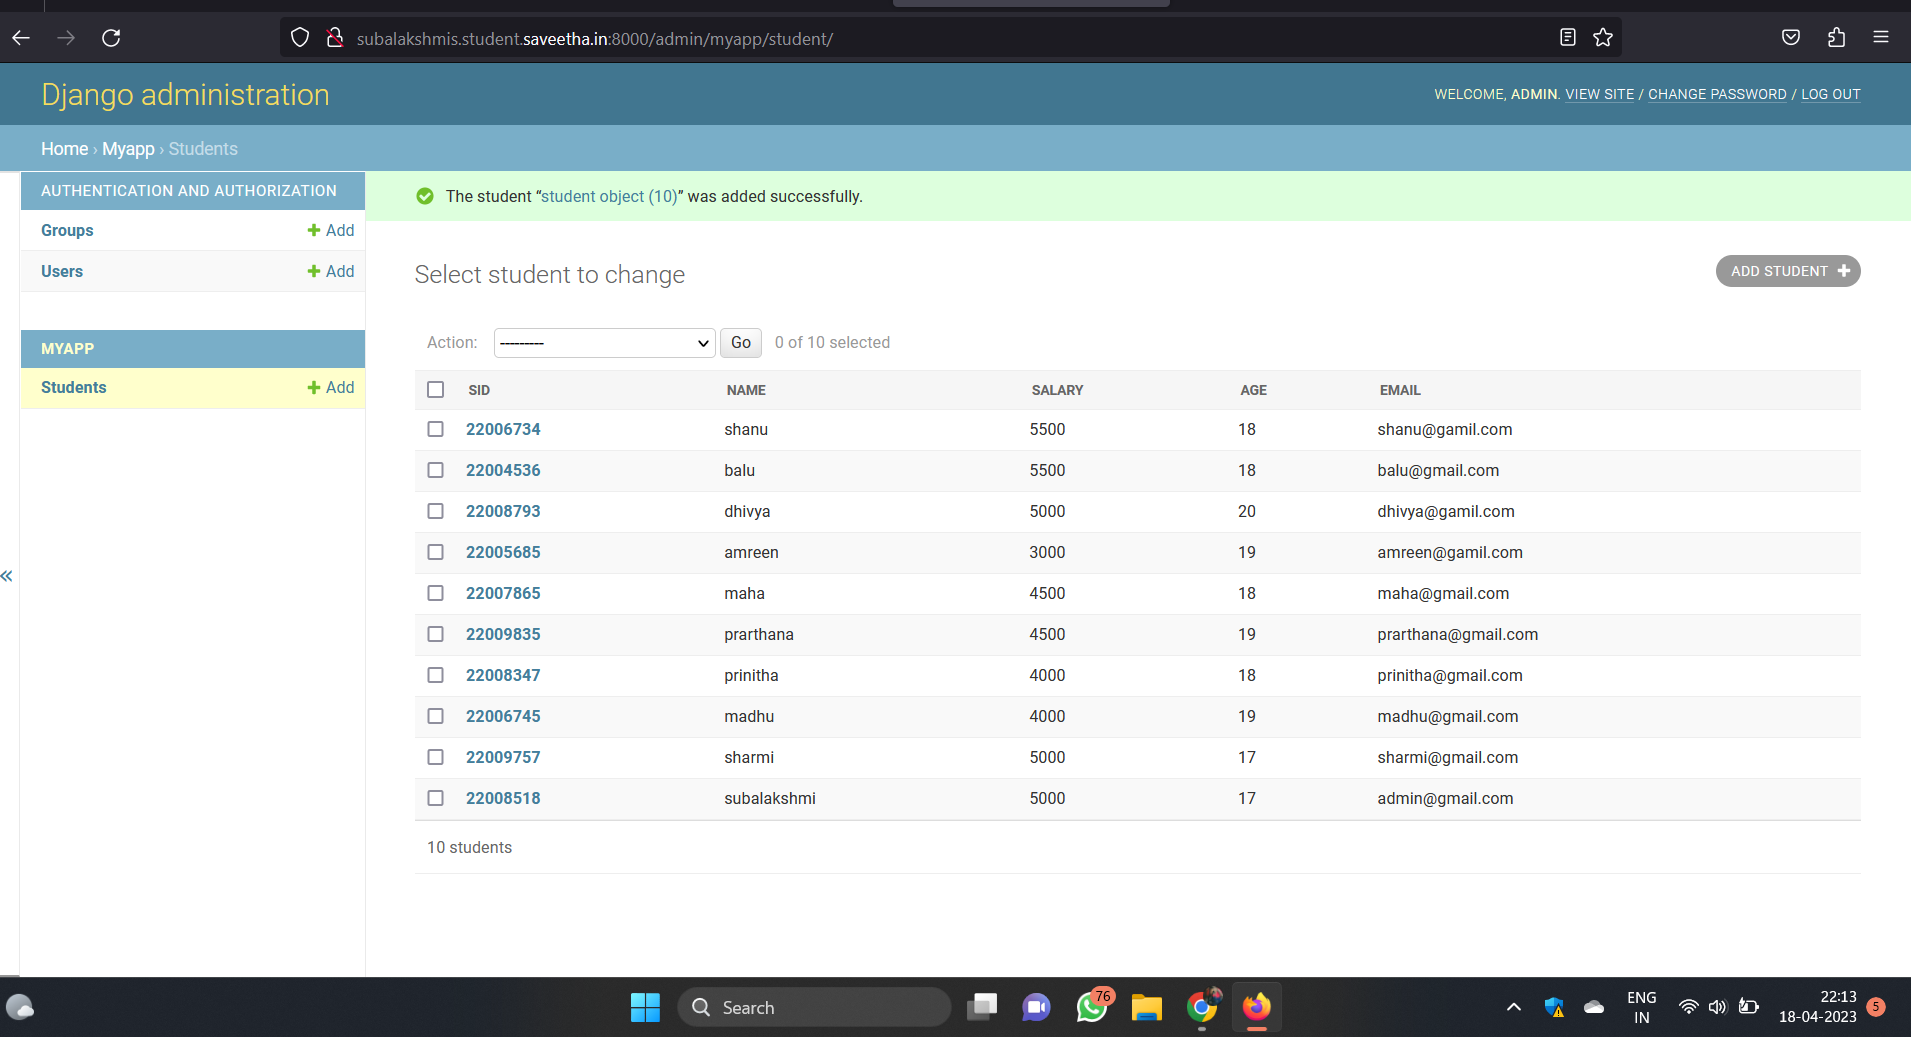 subalakshmis.student.saveetha.in:8000/admin/myapp/student/
Django administration
WELCOME, ADMIN. VIEW SITE / CHANGE PASSWORD / LOG OUT
Home › Myapp › Students
AUTHENTICATION AND AUTHORIZATION
Groups + Add
Users + Add
MYAPP
Students + Add
The student “student object (10)” was added successfully.
Select student to change
ADD STUDENT +
Action: --------- Go 0 of 10 selected
SID NAME SALARY AGE EMAIL
22006734 shanu 5500 18 shanu@gamil.com
22004536 balu 5500 18 balu@gmail.com
22008793 dhivya 5000 20 dhivya@gamil.com
22005685 amreen 3000 19 amreen@gamil.com
22007865 maha 4500 18 maha@gmail.com
22009835 prarthana 4500 19 prarthana@gmail.com
22008347 prinitha 4000 18 prinitha@gmail.com
22006745 madhu 4000 19 madhu@gmail.com
22009757 sharmi 5000 17 sharmi@gmail.com
22008518 subalakshmi 5000 17 admin@gmail.com
10 students
«
Search
76
ENG
IN
22:13
18-04-2023
5